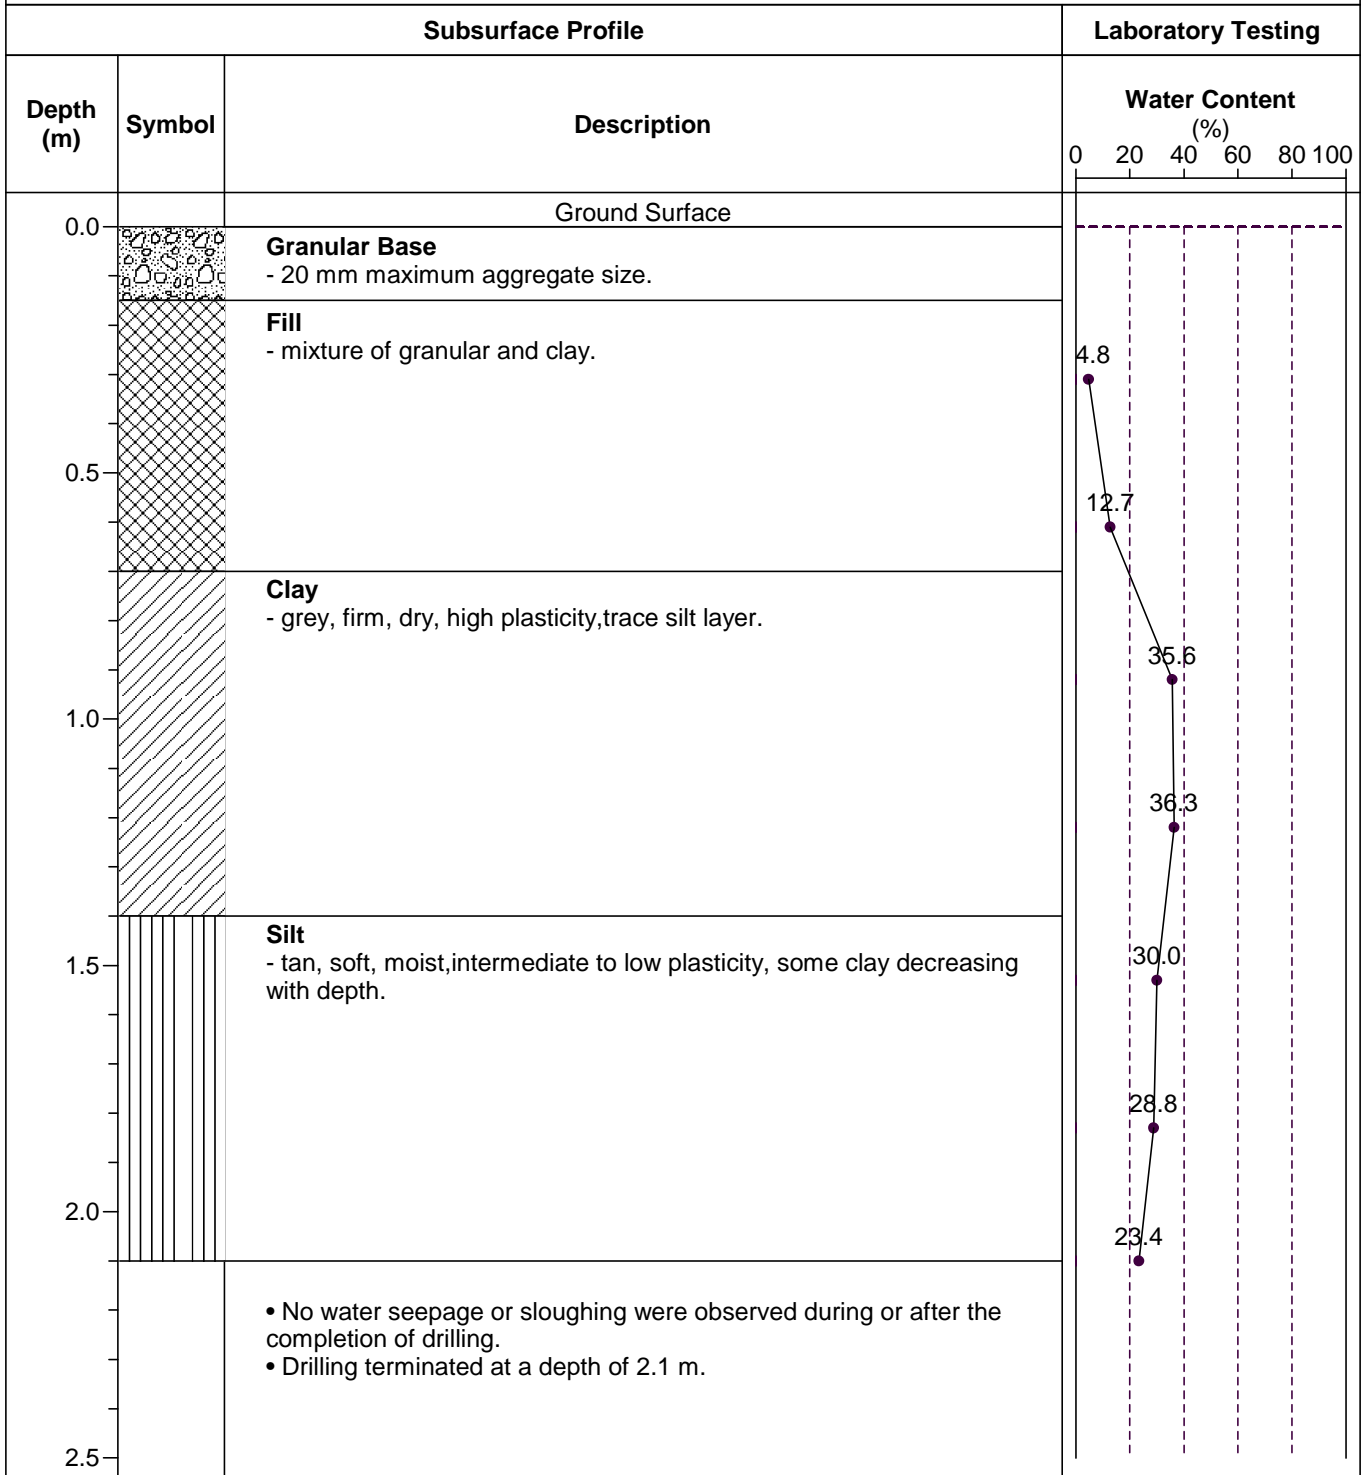 Subsurface Profile
Laboratory Testing
Depth
(m)
Symbol
Description
Water Content
(%)
0 20 40 60 80 100
Ground Surface
0.0
Granular Base
- 20 mm maximum aggregate size.
Fill
- mixture of granular and clay.
4.8
0.5
12.7
Clay
- grey, firm, dry, high plasticity,trace silt layer.
35.6
1.0
36.3
Silt
- tan, soft, moist,intermediate to low plasticity, some clay decreasing
with depth.
1.5
30.0
28.8
2.0
23.4
• No water seepage or sloughing were observed during or after the
completion of drilling.
• Drilling terminated at a depth of 2.1 m.
2.5